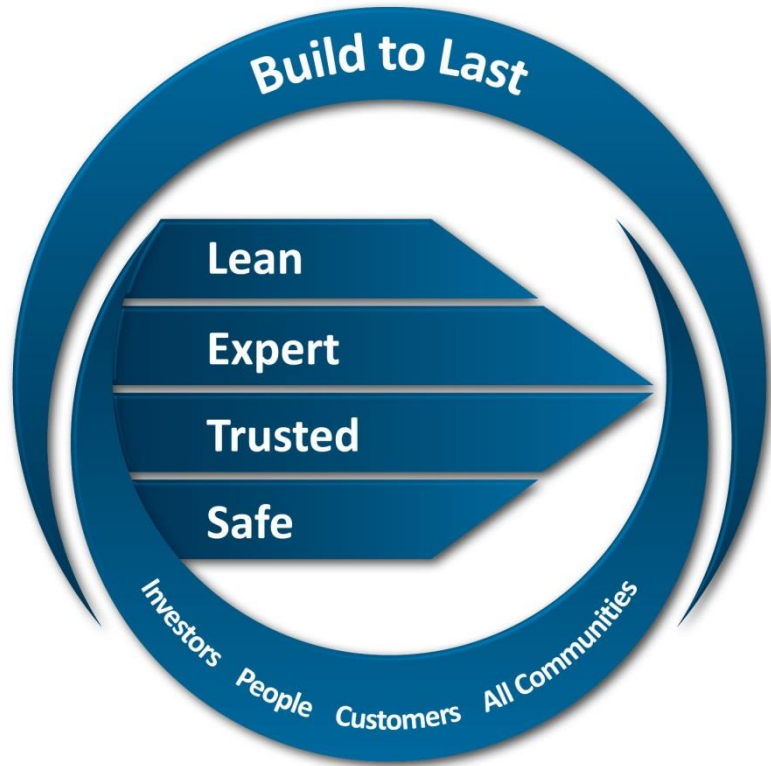 Build to Last
Lean
Expert
Trusted
Safe
Investors People Customers All Communities